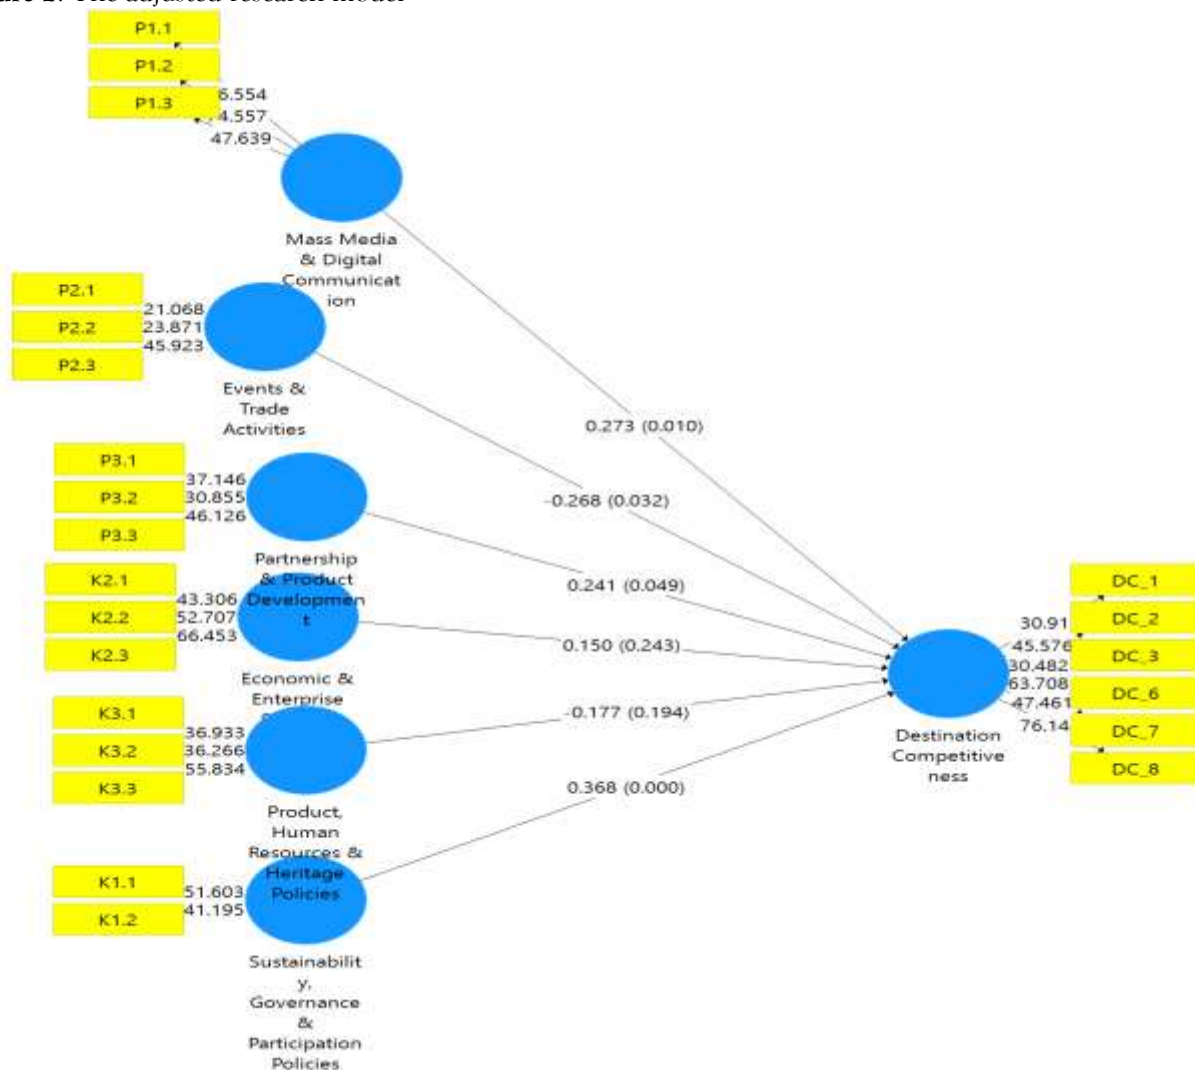 The adjusted research model
P1.1
P1.2
P1.3
6.554
4.557
47.639
Mass Media
& Digital
Communicat
ion
P2.1
P2.2
P2.3
21.068
23.871
45.923
Events &
Trade
Activities
0.273 (0.010)
-0.268 (0.032)
P3.1
P3.2
P3.3
37.146
30.855
46.126
Partnership
& Product
Developmen
t
0.241 (0.049)
K2.1
K2.2
K2.3
43.306
52.707
66.453
Economic &
Enterprise
0.150 (0.243)
K3.1
K3.2
K3.3
36.933
36.266
55.834
Product,
Human
Resources &
Heritage
Policies
-0.177 (0.194)
0.368 (0.000)
K1.1
K1.2
51.603
41.195
Sustainabilit
y,
Governance
&
Participation
Policies
Destination
Competitive
ness
30.91
45.576
30.482
63.708
47.461
76.14
DC_1
DC_2
DC_3
DC_6
DC_7
DC_8